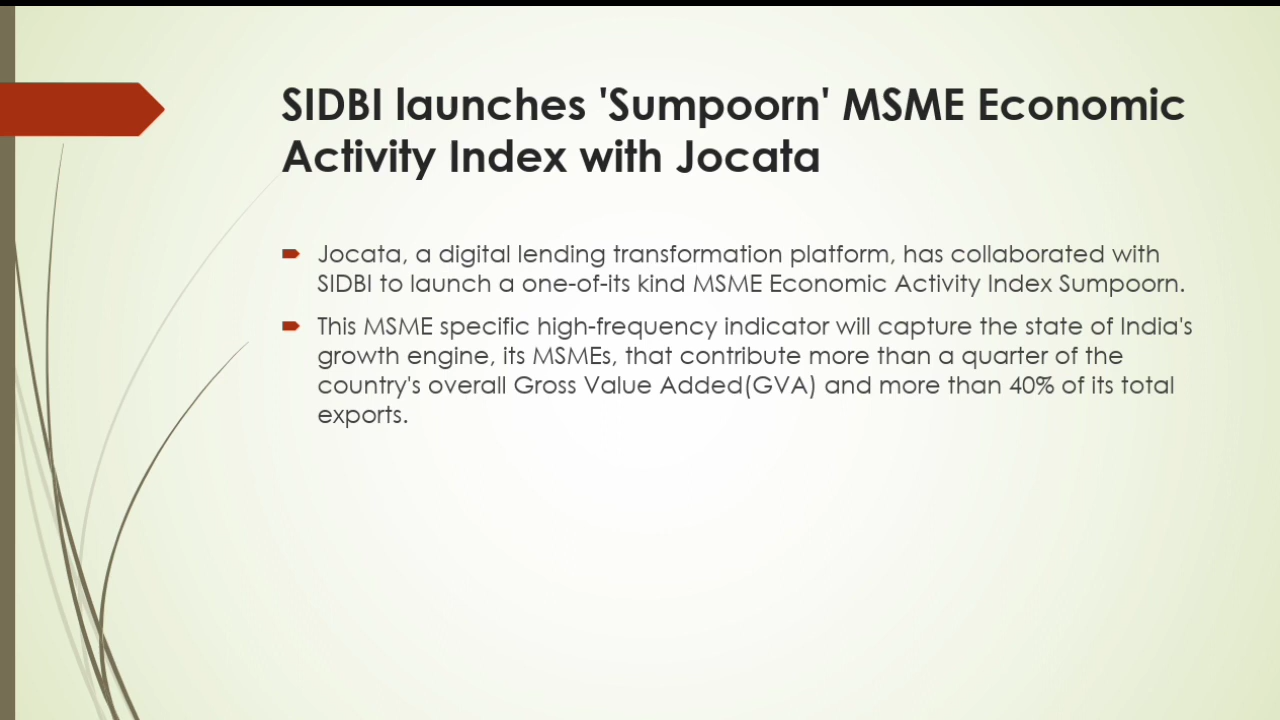 SIDBI launches 'Sumpoorn' MSME Economic
Activity Index with Jocata
Jocata, a digital lending transformation platform, has collaborated with
SIDBI to launch a one-of-its kind MSME Economic Activity Index Sumpoorn.
This MSME specific high-frequency indicator will capture the state of India's
growth engine, its MSMEs, that contribute more than a quarter of the
country's overall Gross Value Added(GVA) and more than 40% of its total
exports.